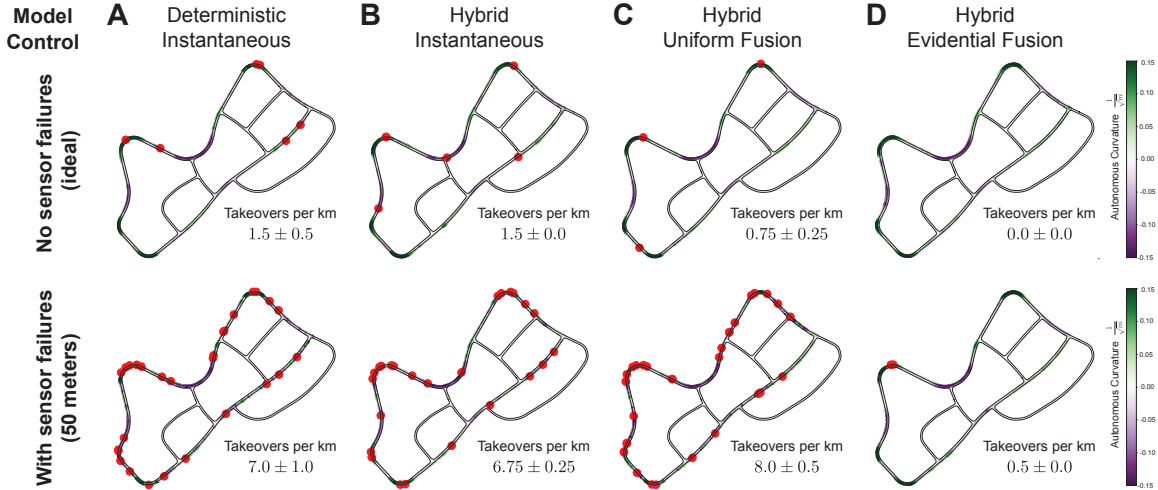 Model
Control
A
Deterministic
Instantaneous
B
Hybrid
Instantaneous
C
Hybrid
Uniform Fusion
D
Hybrid
Evidential Fusion
No sensor failures
(ideal)
Takeovers per km
1.5 ± 0.5
Takeovers per km
1.5 ± 0.0
Takeovers per km
0.75 ± 0.25
Takeovers per km
0.0 ± 0.0
Autonomous Curvature 1/√m
0.15
0.10
0.05
0.00
-0.05
-0.10
-0.15
With sensor failures
(50 meters)
Takeovers per km
7.0 ± 1.0
Takeovers per km
6.75 ± 0.25
Takeovers per km
8.0 ± 0.5
Takeovers per km
0.5 ± 0.0
Autonomous Curvature 1/√m
0.15
0.10
0.05
0.00
-0.05
-0.10
-0.15